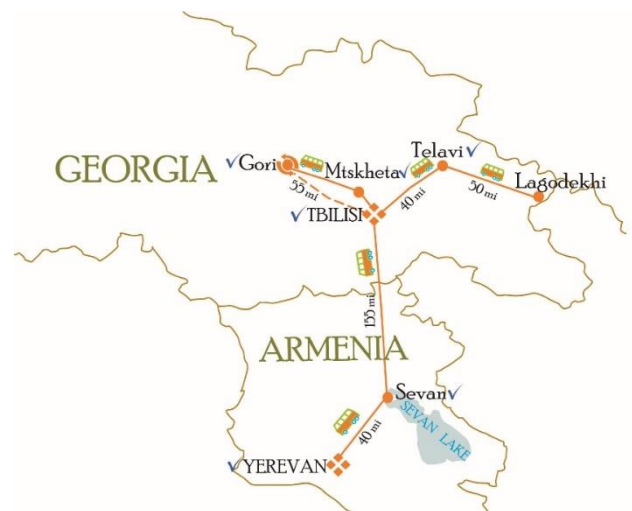 Telavi
GEORGIA
Gori
Mtskheta
55 mi
40 mi
50 mi
Lagodekhi
TBILISI
155 mi
ARMENIA
Sevan
SEVAN LAKE
40 mi
YEREVAN